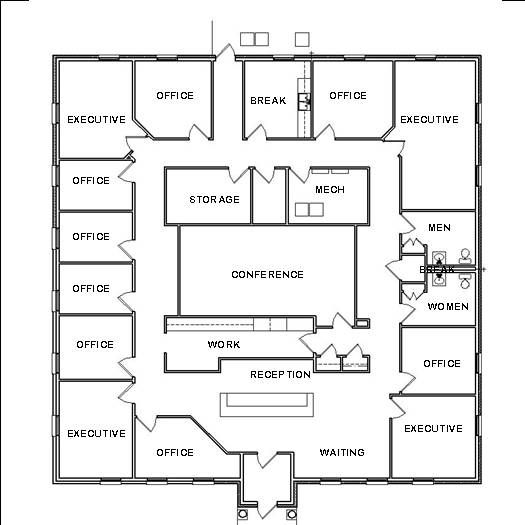 OFFICE
OFFICE
BREAK
EXECUTIVE
EXECUTIVE
OFFICE
MECH
STORAGE
MEN
OFFICE
BREAK
CONFERENCE
OFFICE
WOMEN
OFFICE
WORK
OFFICE
RECEPTION
EXECUTIVE
EXECUTIVE
OFFICE
WAITING